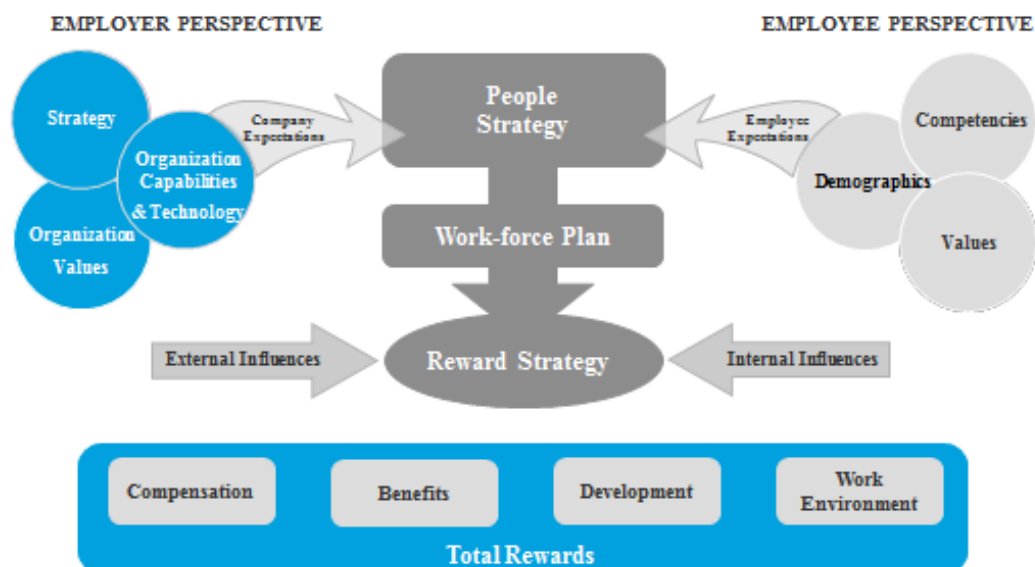 EMPLOYER PERSPECTIVE
EMPLOYEE PERSPECTIVE
Strategy
Organization
Capabilities
& Technology
Organization
Values
Company
Expectations
People
Strategy
Employee
Expectations
Competencies
Demographics
Values
Work-force Plan
External Influences
Reward Strategy
Internal Influences
Compensation
Benefits
Development
Work
Environment
Total Rewards